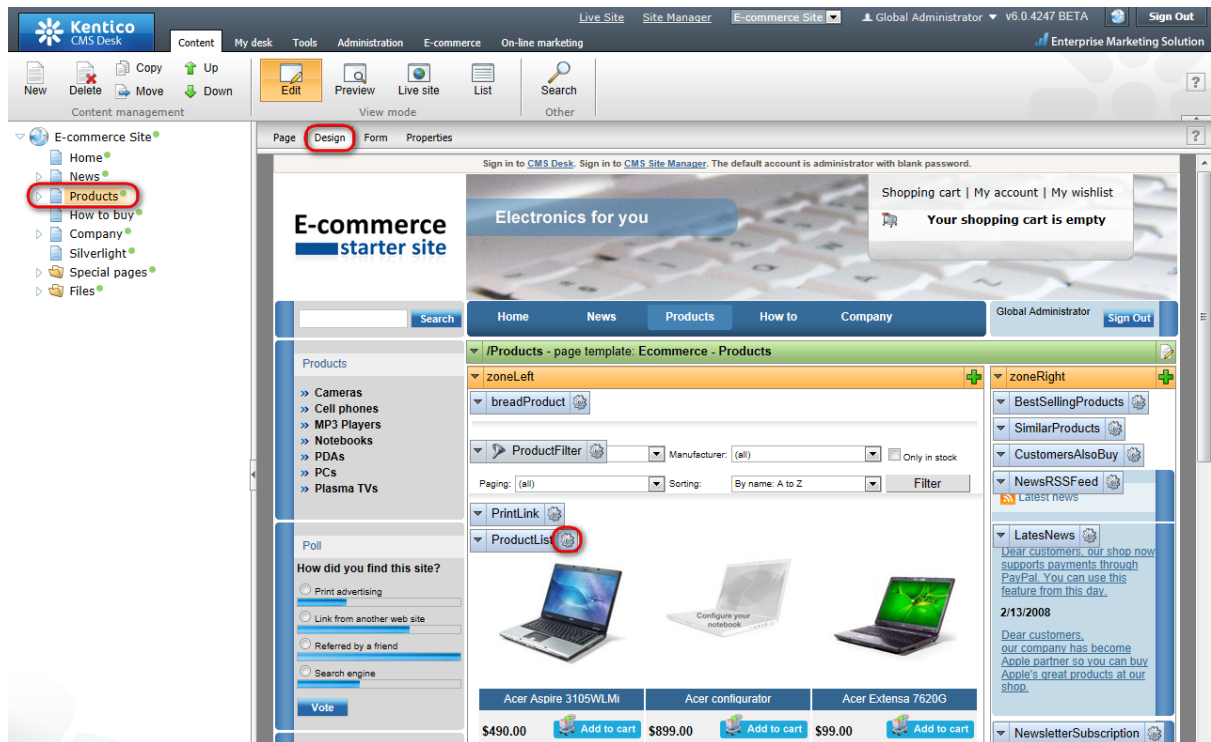 Kentico
CMS Desk
Live Site Site Manager E-commerce Site Global Administrator v6.0.4247 BETA Sign Out
Content My desk Tools Administration E-commerce On-line marketing
Enterprise Marketing Solution
New Delete Copy Move Up Down
Content management
Edit Preview Live site List
View mode
Search
Other
?
E-commerce Site
Home
News
Products
How to buy
Company
Silverlight
Special pages
Files
Page Design Form Properties
?
Sign in to CMS Desk. Sign in to CMS Site Manager. The default account is administrator with blank password.
E-commerce
starter site
Electronics for you
Shopping cart | My account | My wishlist
Your shopping cart is empty
Search
Home News Products How to Company
Global Administrator Sign Out
Products
» Cameras
» Cell phones
» MP3 Players
» Notebooks
» PDAs
» PCs
» Plasma TVs
Poll
How did you find this site?
Print advertising
Link from another web site
Referred by a friend
Search engine
Vote
/Products - page template: Ecommerce - Products
zoneLeft
breadProduct
ProductFilter Manufacturer: (all) Only in stock
Paging: (all) Sorting: By name: A to Z Filter
PrintLink
ProductList
Configure your
notebook
Acer Aspire 3105WLMi Acer configurator Acer Extensa 7620G
$490.00 Add to cart $899.00 Add to cart $99.00 Add to cart
zoneRight
BestSellingProducts
SimilarProducts
CustomersAlsoBuy
NewsRSSFeed
Latest news
LatesNews
Dear customers, our shop now
supports payments through
PayPal. You can use this
feature from this day.
2/13/2008
Dear customers,
our company has become
Apple partner so you can buy
Apple's great products at our
shop.
NewsletterSubscription